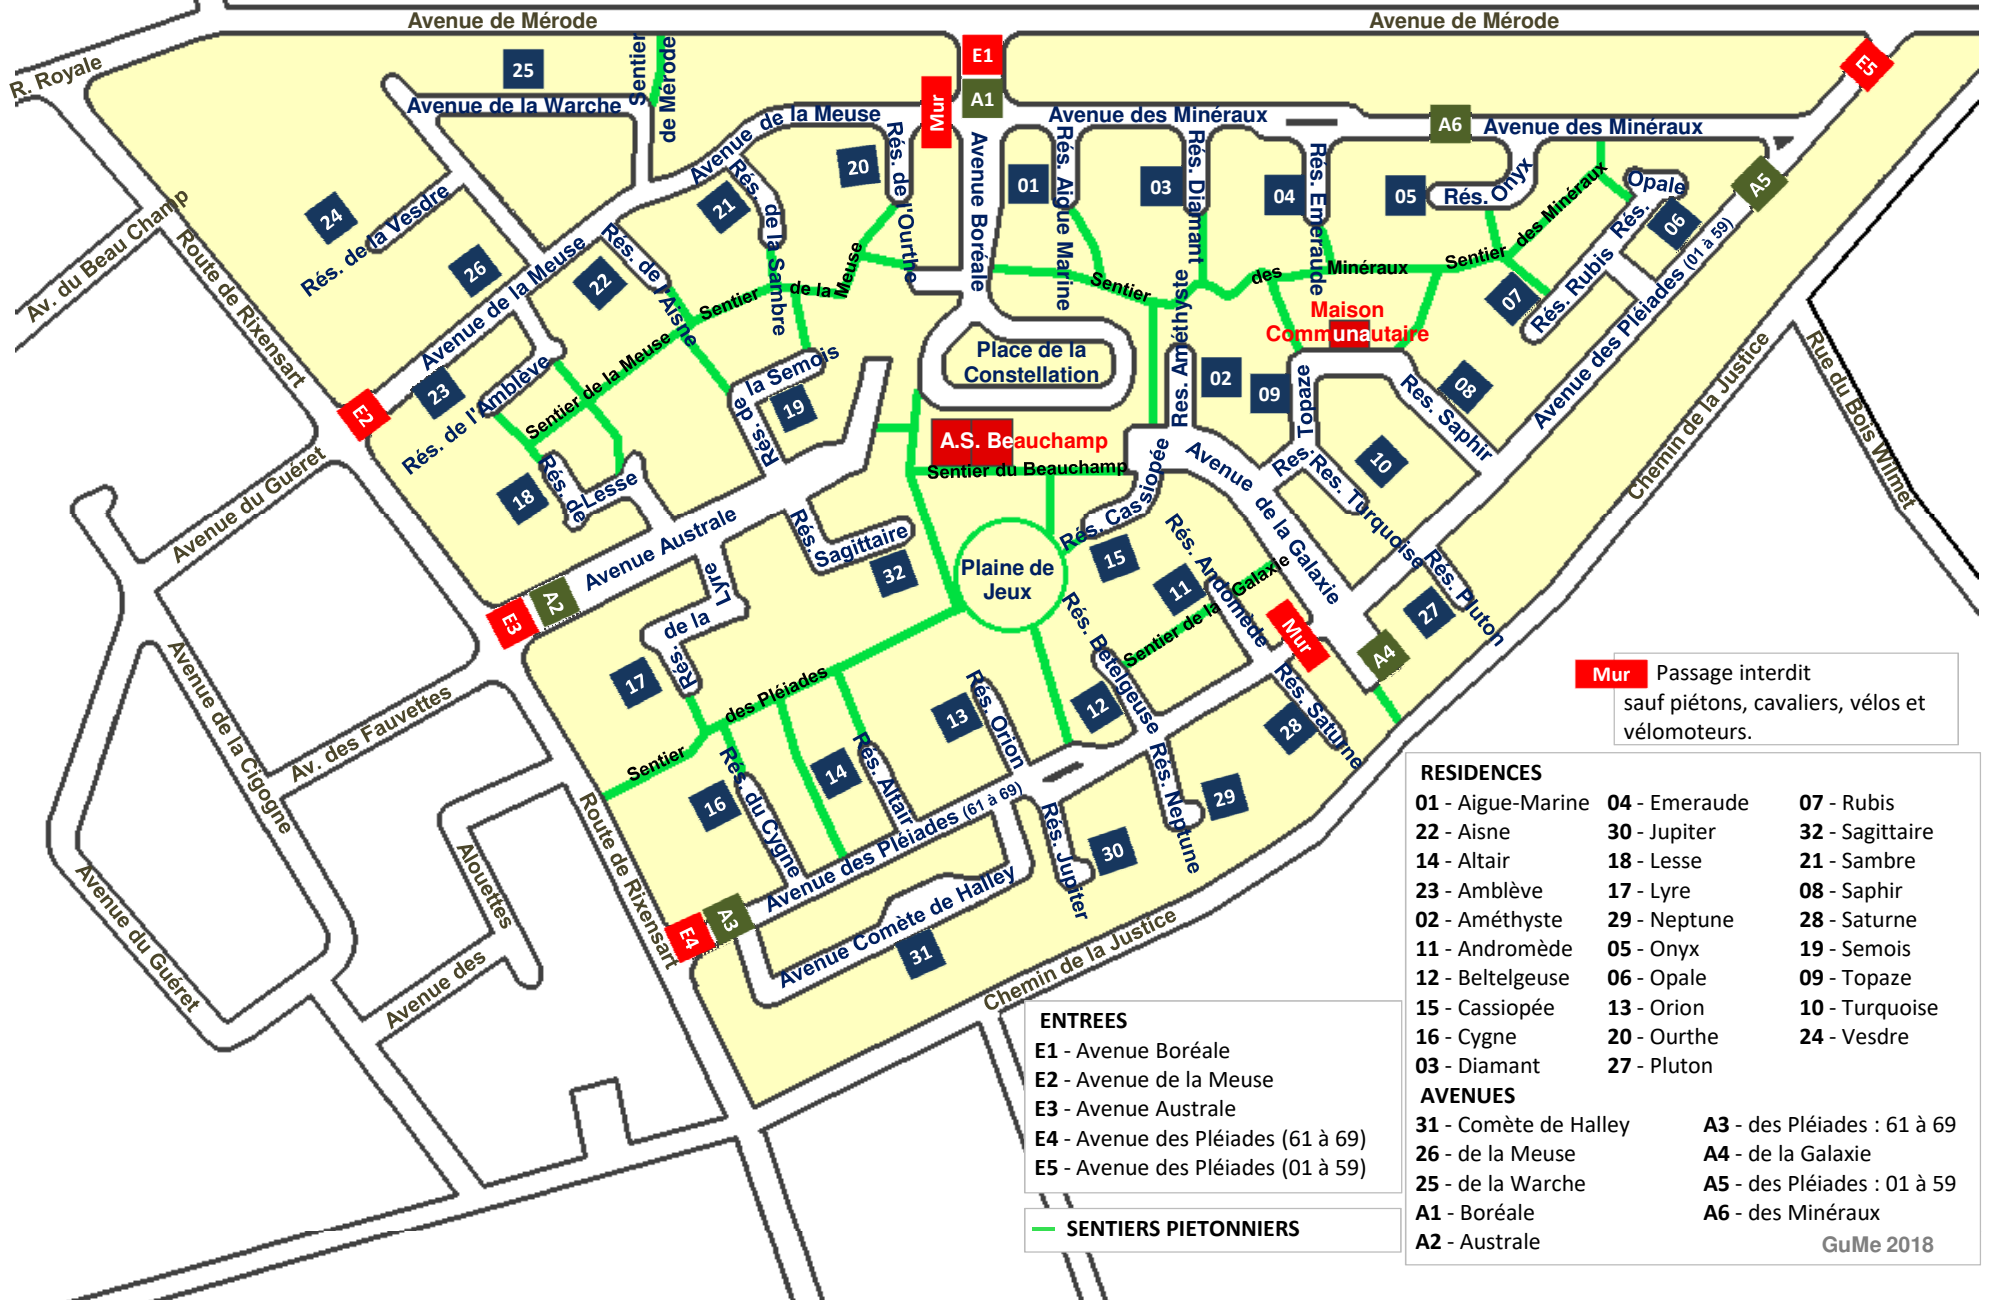 Avenue de Mérode
Avenue de Mérode
R. Royale
25
Sentier
de Mérode
E1
E5
Avenue de la Warche
Avenue de la Meuse
Mur
A1
Avenue des Minéraux
A6
Avenue des Minéraux
Av. du Beau Champ
Route de Rixensart
24
Rés. de la Vesdre
26
Avenue de la Meuse
21
Rés. de la Sambre
20
Rés. de l'Ourthe
Avenue Boréale
01
Rés. Aigue Marine
03
Rés. Diamant
04
Rés. Emeraude
05
Rés. Onyx
Rés. Opale
06
A5
22
Rés. de l'Aisne
Sentier de la Meuse
Sentier des Minéraux
Sentier des Minéraux
07
Rés. Rubis
Avenue des Pléiades (01 à 59)
Maison
Communautaire
Place de la
Constellation
E2
23
Rés. de l'Amblève
Sentier de la Meuse
Rés. de la Semois
19
Rés. Améthyste
02
09
Res. Topaze
Res. Saphir
08
Chemin de la Justice
Rue du Bois Wilmet
A.S. Beauchamp
Sentier du Beauchamp
18
Rés. de Lesse
Rés. Cassiopée
15
Avenue de la Galaxie
10
Rés. Turquoise
Avenue du Guéret
Avenue Australe
Rés. Sagittaire
32
Plaine de
Jeux
E3
A2
Rés. de la Lyre
17
Rés. Andromède
11
Sentier de la Galaxie
Mur
Rés. Pluton
27
A4
Rés. Betelgeuse
12
Rés. Saturne
28
Avenue de la Cigogne
Av. des Fauvettes
Sentier des Pléiades
Rés. du Cygne
16
14
Rés. Altair
13
Rés. Orion
Rés. Neptune
29
Rés. Jupiter
30
Avenue des Pléiades (61 à 69)
Avenue Comète de Halley
31
E4
A3
Route de Rixensart
Chemin de la Justice
Avenue du Guéret
Avenue des
Alouettes
Mur Passage interdit
sauf piétons, cavaliers, vélos et
vélomoteurs.
RESIDENCES
01 - Aigue-Marine 04 - Emeraude 07 - Rubis
22 - Aisne 30 - Jupiter 32 - Sagittaire
14 - Altair 18 - Lesse 21 - Sambre
23 - Amblève 17 - Lyre 08 - Saphir
02 - Améthyste 29 - Neptune 28 - Saturne
11 - Andromède 05 - Onyx 19 - Semois
12 - Beltelgeuse 06 - Opale 09 - Topaze
15 - Cassiopée 13 - Orion 10 - Turquoise
16 - Cygne 20 - Ourthe 24 - Vesdre
03 - Diamant 27 - Pluton
AVENUES
31 - Comète de Halley A3 - des Pléiades : 61 à 69
26 - de la Meuse A4 - de la Galaxie
25 - de la Warche A5 - des Pléiades : 01 à 59
A1 - Boréale A6 - des Minéraux
A2 - Australe
GuMe 2018
ENTREES
E1 - Avenue Boréale
E2 - Avenue de la Meuse
E3 - Avenue Australe
E4 - Avenue des Pléiades (61 à 69)
E5 - Avenue des Pléiades (01 à 59)
SENTIERS PIETONNIERS